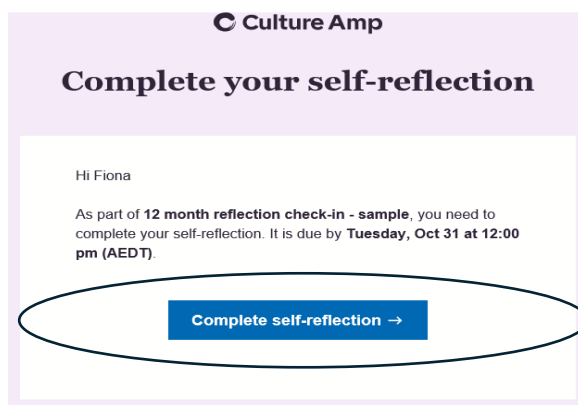 Culture Amp
Complete your self-reflection
Hi Fiona
As part of 12 month reflection check-in - sample, you need to
complete your self-reflection. It is due by Tuesday, Oct 31 at 12:00
pm (AEDT).
Complete self-reflection →